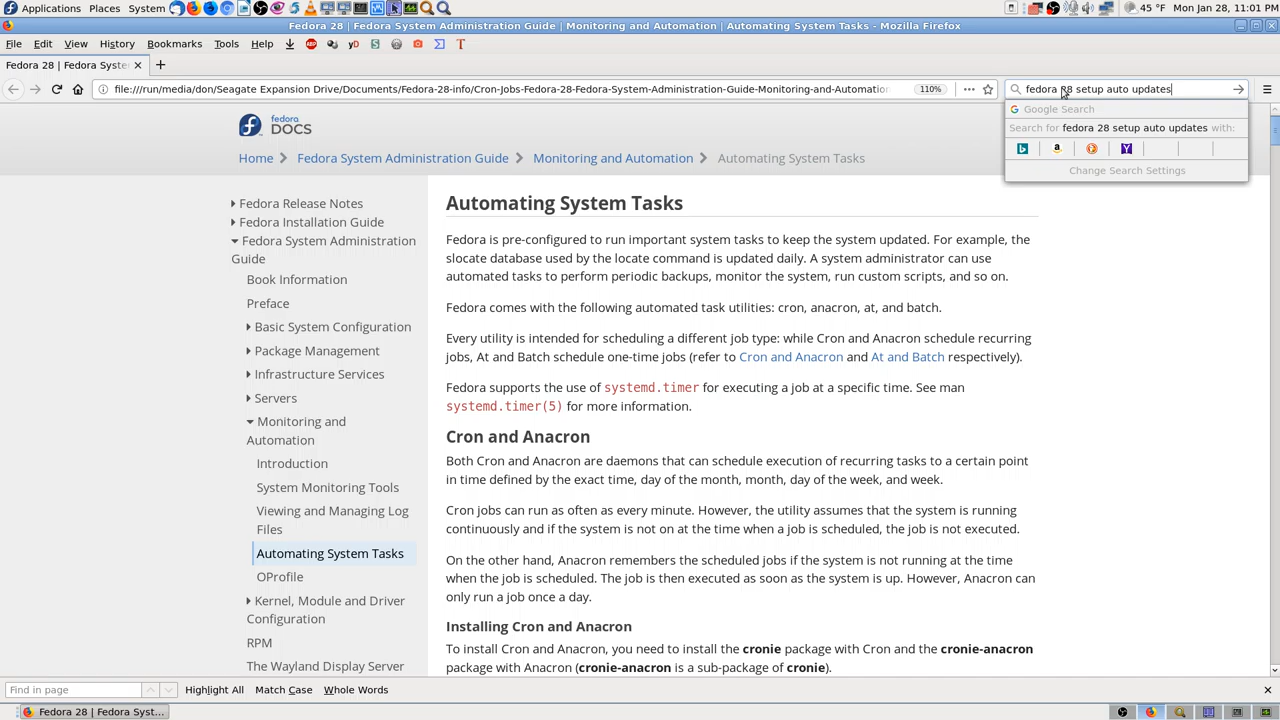 Applications Places System
45 °F Mon Jan 28, 11:01 PM
Fedora 28 | Fedora System Administration Guide | Monitoring and Automation | Automating System Tasks - Mozilla Firefox
File Edit View History Bookmarks Tools Help
Fedora 28 | Fedora Syste
file:///run/media/don/Seagate Expansion Drive/Documents/Fedora-28-info/Cron-Jobs-Fedora-28-Fedora-System-Administration-Guide-Monitoring-and-Automation
110%
fedora 28 setup auto updates
Google Search
Search for fedora 28 setup auto updates with:
Change Search Settings
fedora
DOCS
Home Fedora System Administration Guide Monitoring and Automation Automating System Tasks
Fedora Release Notes
Fedora Installation Guide
Fedora System Administration
Guide
Book Information
Preface
Basic System Configuration
Package Management
Infrastructure Services
Servers
Monitoring and
Automation
Introduction
System Monitoring Tools
Viewing and Managing Log
Files
Automating System Tasks
OProfile
Kernel, Module and Driver
Configuration
RPM
The Wayland Display Server
Automating System Tasks
Fedora is pre-configured to run important system tasks to keep the system updated. For example, the
slocate database used by the locate command is updated daily. A system administrator can use
automated tasks to perform periodic backups, monitor the system, run custom scripts, and so on.
Fedora comes with the following automated task utilities: cron, anacron, at, and batch.
Every utility is intended for scheduling a different job type: while Cron and Anacron schedule recurring
jobs, At and Batch schedule one-time jobs (refer to Cron and Anacron and At and Batch respectively).
Fedora supports the use of systemd.timer for executing a job at a specific time. See man
systemd.timer(5) for more information.
Cron and Anacron
Both Cron and Anacron are daemons that can schedule execution of recurring tasks to a certain point
in time defined by the exact time, day of the month, month, day of the week, and week.
Cron jobs can run as often as every minute. However, the utility assumes that the system is running
continuously and if the system is not on at the time when a job is scheduled, the job is not executed.
On the other hand, Anacron remembers the scheduled jobs if the system is not running at the time
when the job is scheduled. The job is then executed as soon as the system is up. However, Anacron can
only run a job once a day.
Installing Cron and Anacron
To install Cron and Anacron, you need to install the cronie package with Cron and the cronie-anacron
package with Anacron (cronie-anacron is a sub-package of cronie).
Find in page Highlight All Match Case Whole Words
Fedora 28 | Fedora Syst...